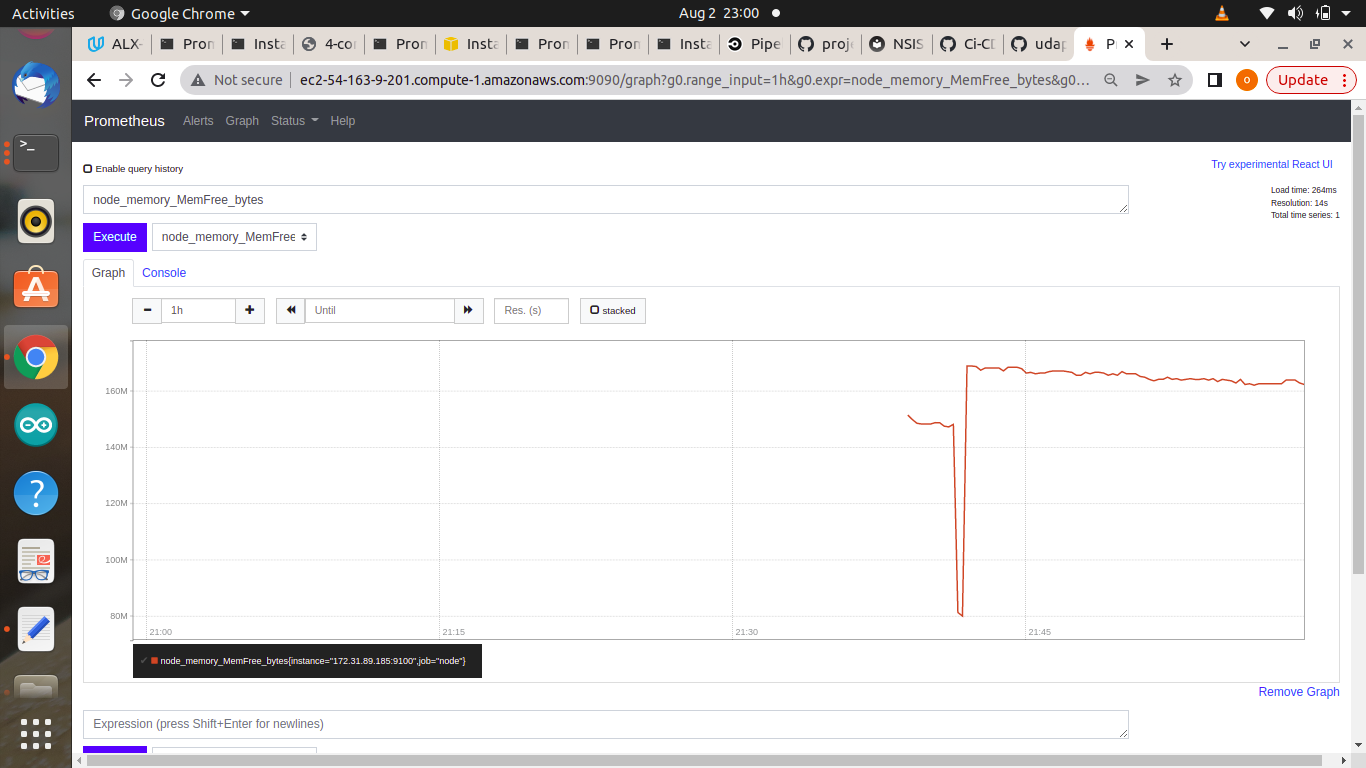 Activities
Google Chrome
Aug 2 23:00
ALX-
Pron
Insta
4-cor
Pron
Insta
Pron
Pron
Insta
Pipe
proje
NSIS
Ci-CD
udap
Not secure
ec2-54-163-9-201.compute-1.amazonaws.com:9090/graph?g0.range_input=1h&g0.expr=node_memory_MemFree_bytes&g0…
o
Update
Prometheus
Alerts
Graph
Status
Help
Enable query history
Try experimental React UI
node_memory_MemFree_bytes
Load time: 264ms
Resolution: 14s
Total time series: 1
Execute
node_memory_MemFree
Graph
Console
1h
Until
Res. (s)
stacked
160M
140M
120M
100M
80M
21:00
21:15
21:30
21:45
node_memory_MemFree_bytes{instance="172.31.89.185:9100",job="node"}
Remove Graph
Expression (press Shift+Enter for newlines)